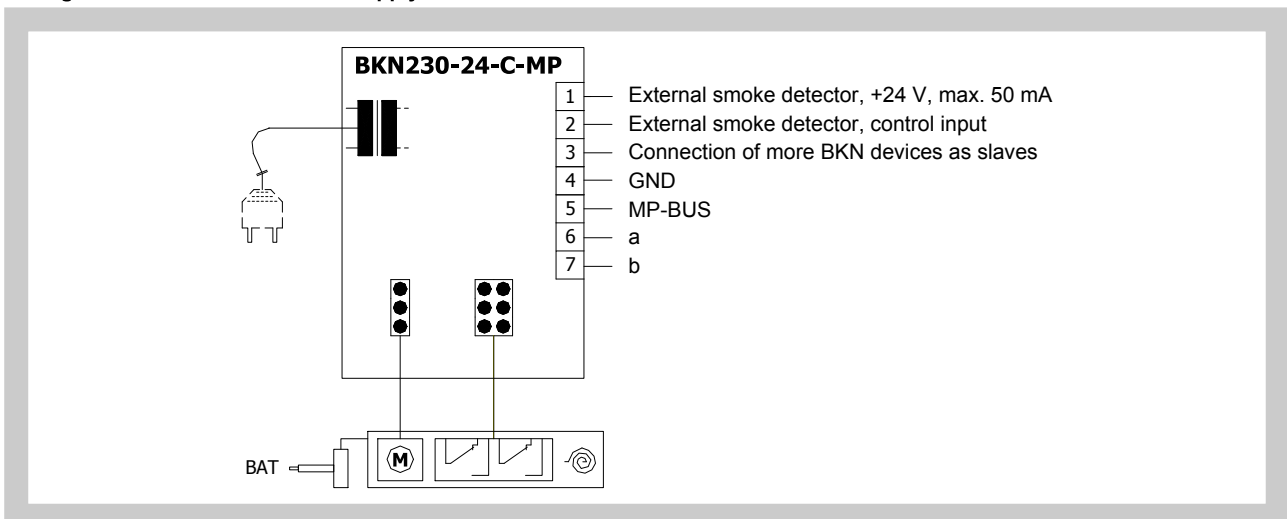 BKN230-24-C-MP
1 External smoke detector, +24 V, max. 50 mA
2 External smoke detector, control input
3 Connection of more BKN devices as slaves
4 GND
5 MP-BUS
6 a
7 b
BAT
M